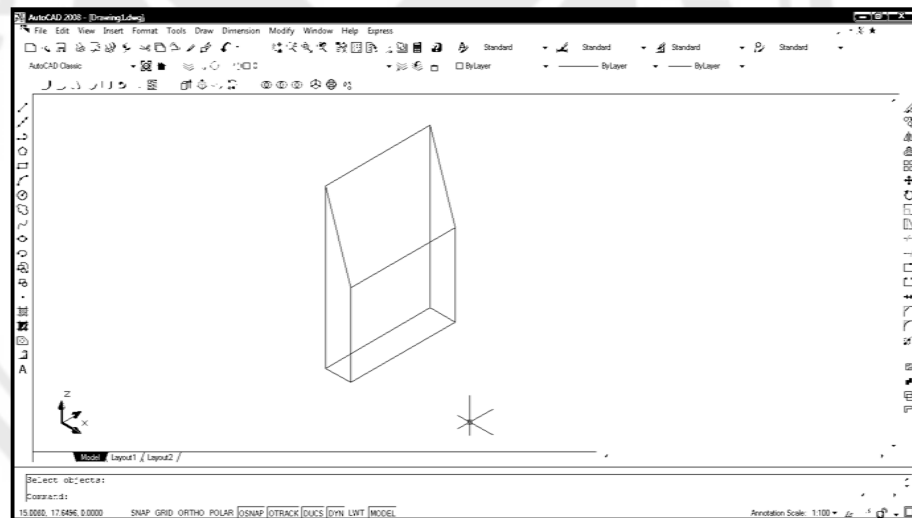 AutoCAD 2008 - [Drawing1.dwg]
File Edit View Insert Format Tools Draw Dimension Modify Window Help Express
Standard Standard Standard Standard
AutoCAD Classic ByLayer ByLayer ByLayer
Z
X
Model Layout1 Layout2
Select objects:
Command:
15.0080, 17.6496, 0.0000 SNAP GRID ORTHO POLAR OSNAP OTRACK DUCS DYN LWT MODEL Annotation Scale: 1:100